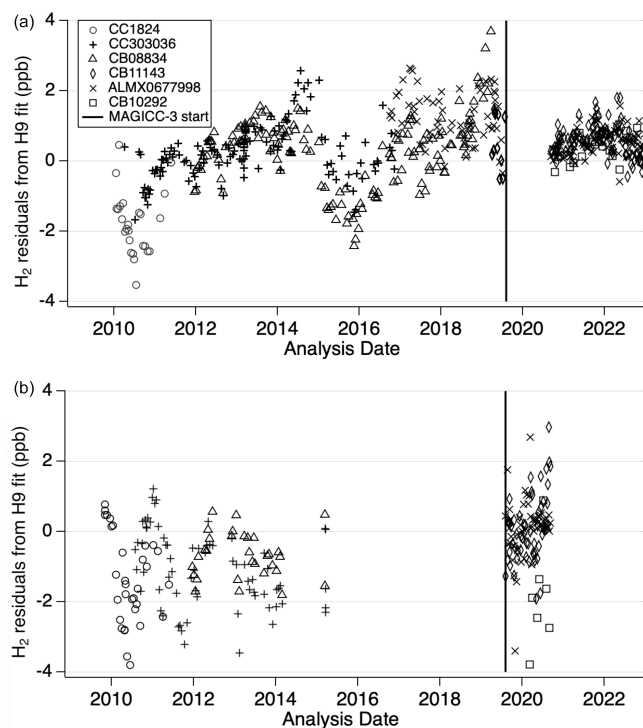 (a)
CC1824
CC303036
CB08834
CB11143
ALMX0677998
CB10292
MAGICC-3 start
H₂ residuals from H9 fit (ppb)
4
2
0
-2
-4
2010 2012 2014 2016 2018 2020 2022
Analysis Date
(b)
H₂ residuals from H9 fit (ppb)
4
2
0
-2
-4
2010 2012 2014 2016 2018 2020 2022
Analysis Date